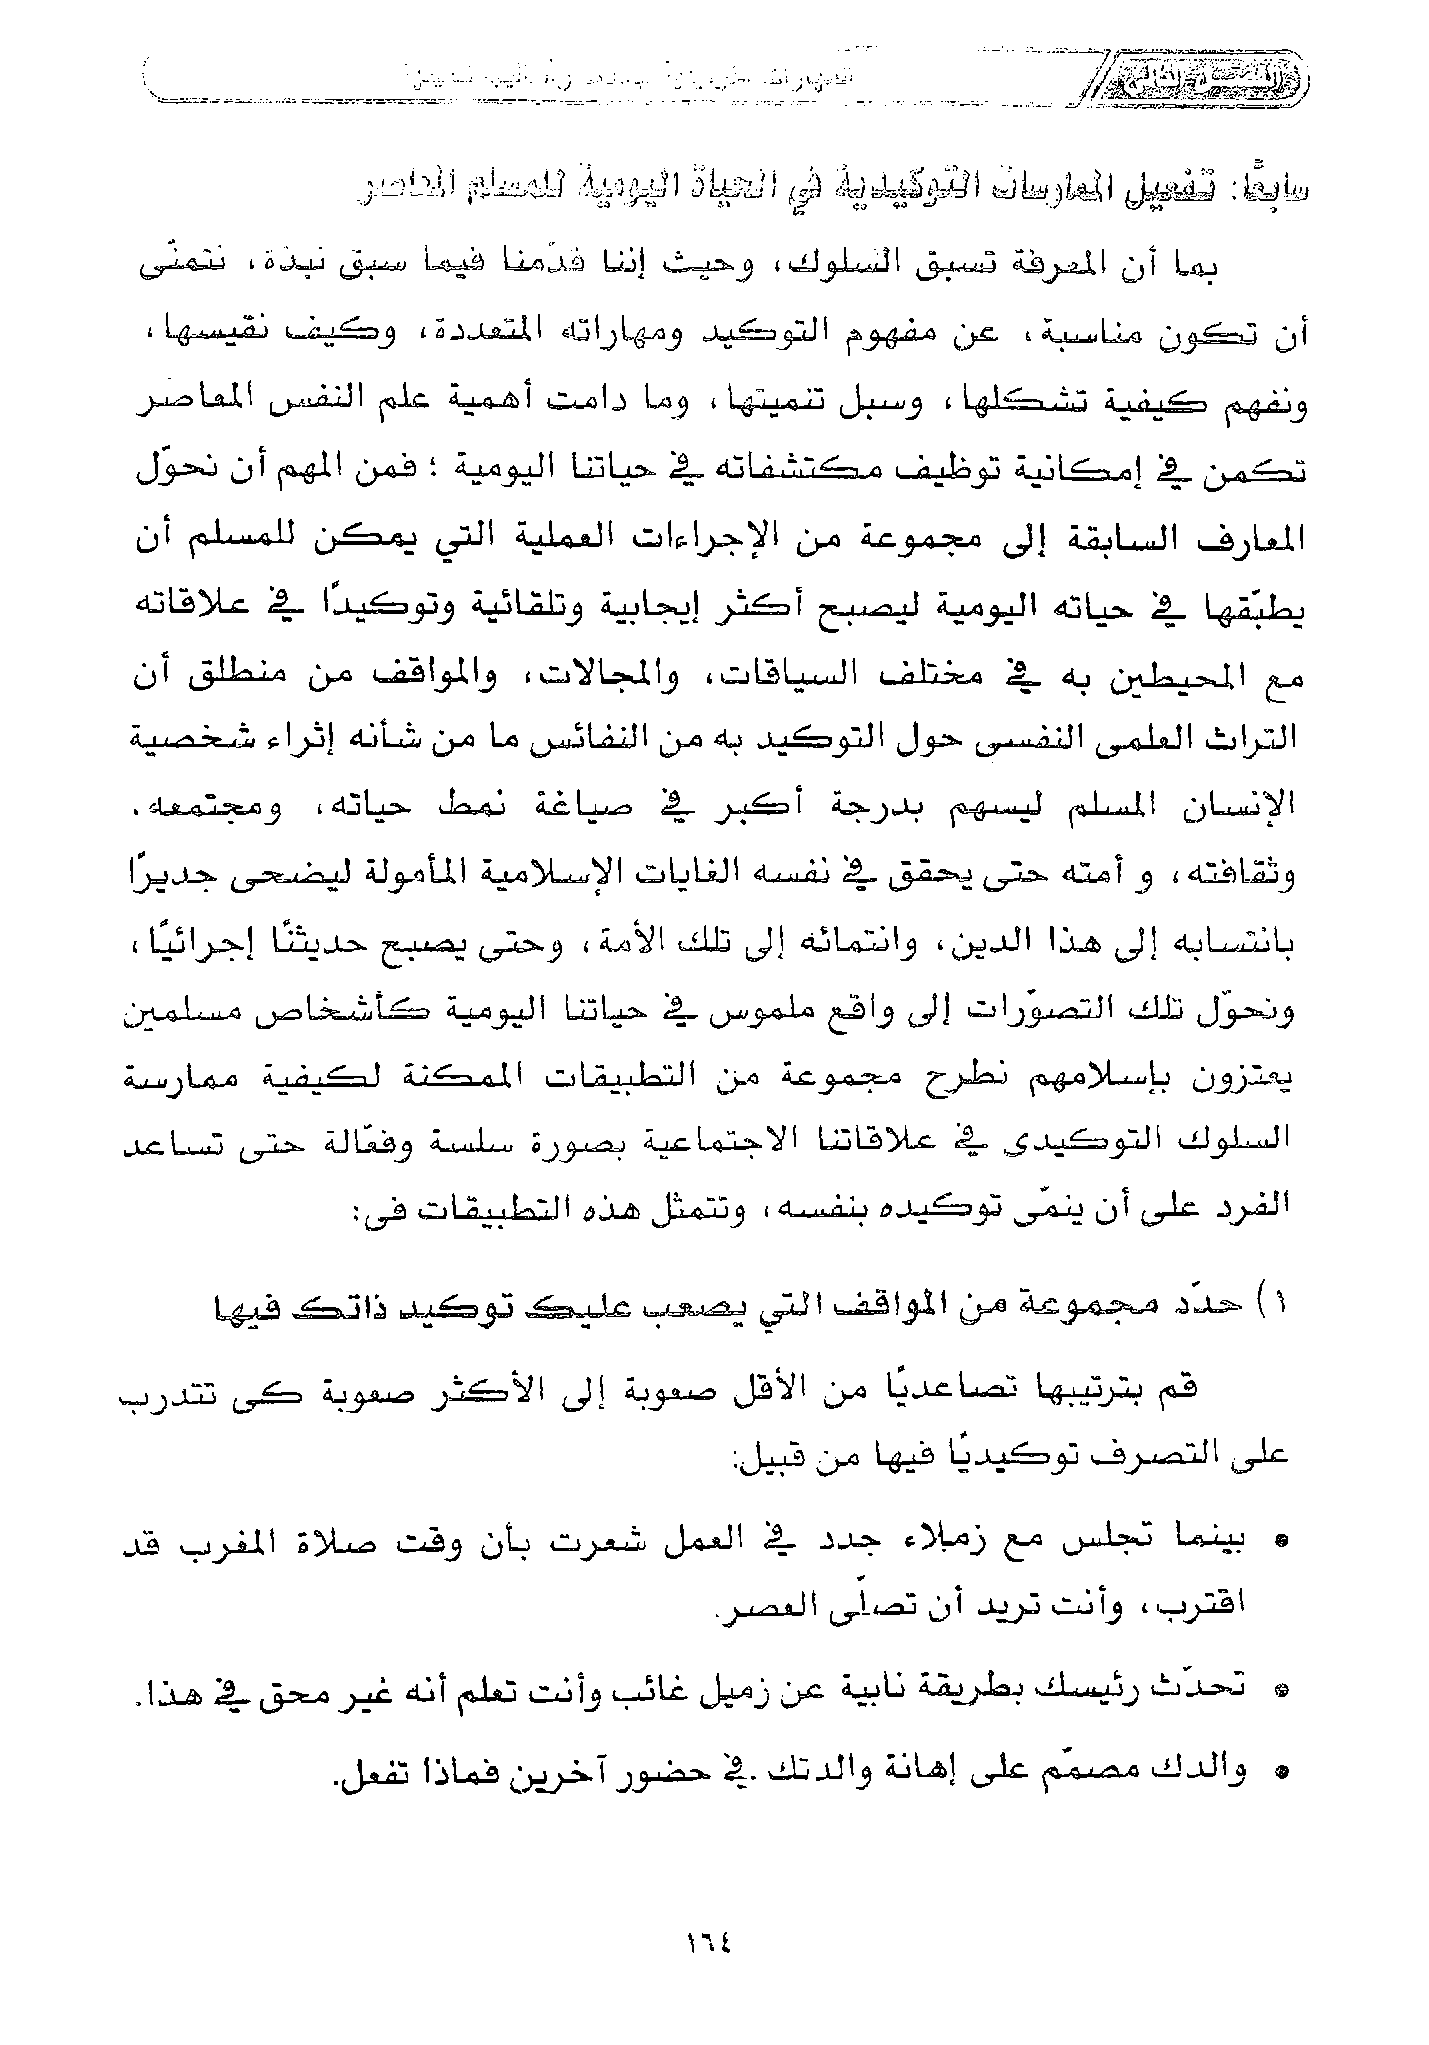 الفصل الثاني
سابعًا: تفعيل الممارسات التوكيدية في الحياة اليومية للمسلم المعاصر
بما أن المعرفة تسبق السلوك، وحيث إننا قدّمنا فيما سبق نبذة، نتمنّى
أن تكون مناسبة، عن مفهوم التوكيد ومهاراته المتعددة، وكيف نقيسها،
ونفهم كيفية تشكلها، وسبل تنميتها، وما دامت أهمية علم النفس المعاصر
تكمن في إمكانية توظيف مكتشفاته في حياتنا اليومية ؛ فمن المهم أن نحوّل
المعارف السابقة إلى مجموعة من الإجراءات العملية التي يمكن للمسلم أن
يطبّقها في حياته اليومية ليصبح أكثر إيجابية وتلقائية وتوكيدًا في علاقاته
مع المحيطين به في مختلف السياقات، والمجالات، والمواقف من منطلق أن
التراث العلمى النفسى حول التوكيد به من النفائس ما من شأنه إثراء شخصية
الإنسان المسلم ليسهم بدرجة أكبر في صياغة نمط حياته، ومجتمعه.
وثقافته، و أمته حتى يحقق في نفسه الغايات الإسلامية المأمولة ليضحى جديرًا
بانتسابه إلى هذا الدين، وانتمائه إلى تلك الأمة، وحتى يصبح حديثنًا إجرائيًا،
ونحوّل تلك التصوّرات إلى واقع ملموس في حياتنا اليومية كأشخاص مسلمين
يعتزون بإسلامهم نطرح مجموعة من التطبيقات الممكنة لكيفية ممارسة
السلوك التوكيدى في علاقاتنا الاجتماعية بصورة سلسة وفعّالة حتى تساعد
الفرد على أن ينمّى توكيده بنفسه، وتتمثل هذه التطبيقات فى:
١) حدّد مجموعة من المواقف التي يصعب عليك توكيد ذاتك فيها
قم بترتيبها تصاعديًا من الأقل صعوبة إلى الأكثر صعوبة كى تتدرب
على التصرف توكيديًا فيها من قبيل:
• بينما تجلس مع زملاء جدد في العمل شعرت بأن وقت صلاة المغرب قد
اقترب، وأنت تريد أن تصلّى العصر.
• تحدّث رئيسك بطريقة نابية عن زميل غائب وأنت تعلم أنه غير محق في هذا.
• والدك مصمّم على إهانة والدتك .في حضور آخرين فماذا تفعل.
١٦٤